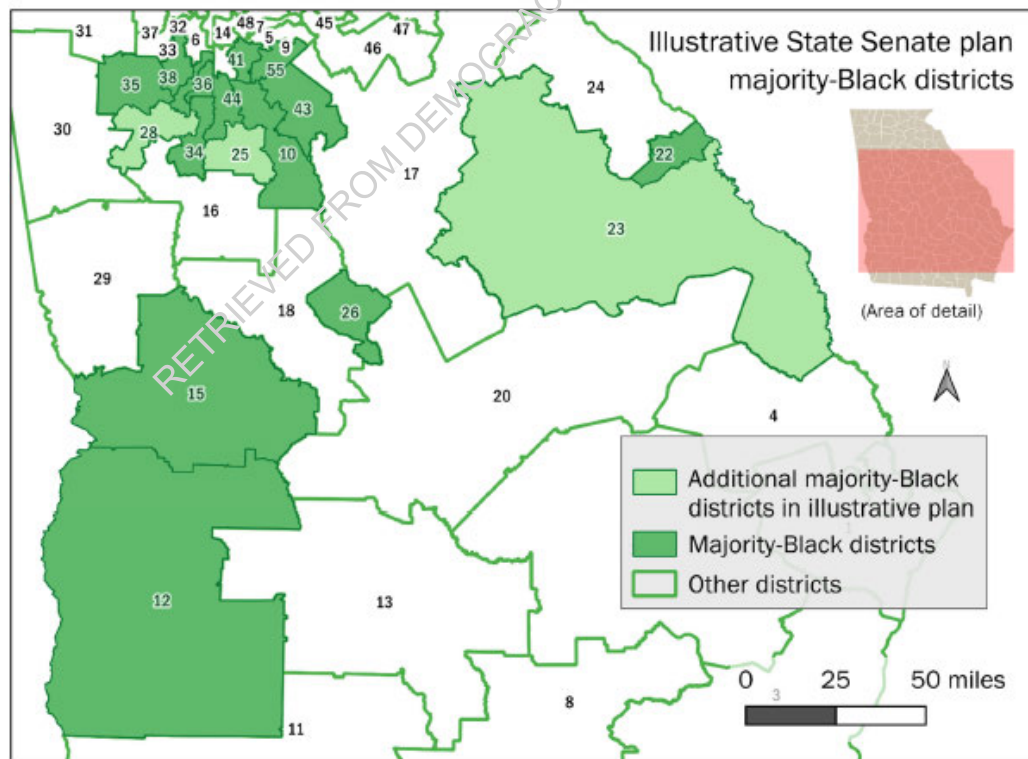 Illustrative State Senate plan
majority-Black districts
(Area of detail)
N
Additional majority-Black
districts in illustrative plan
Majority-Black districts
Other districts
0 25 50 miles
RETRIEVED FROM DEMOCRAC
31 37 32 6 14 48 7 5 9 45 46 47
33 41 55
35 38 36 44 43
24
30 28 34 25 10 17 22
16
23
29 18 26
15 20 4
1
12 13
3
8
11